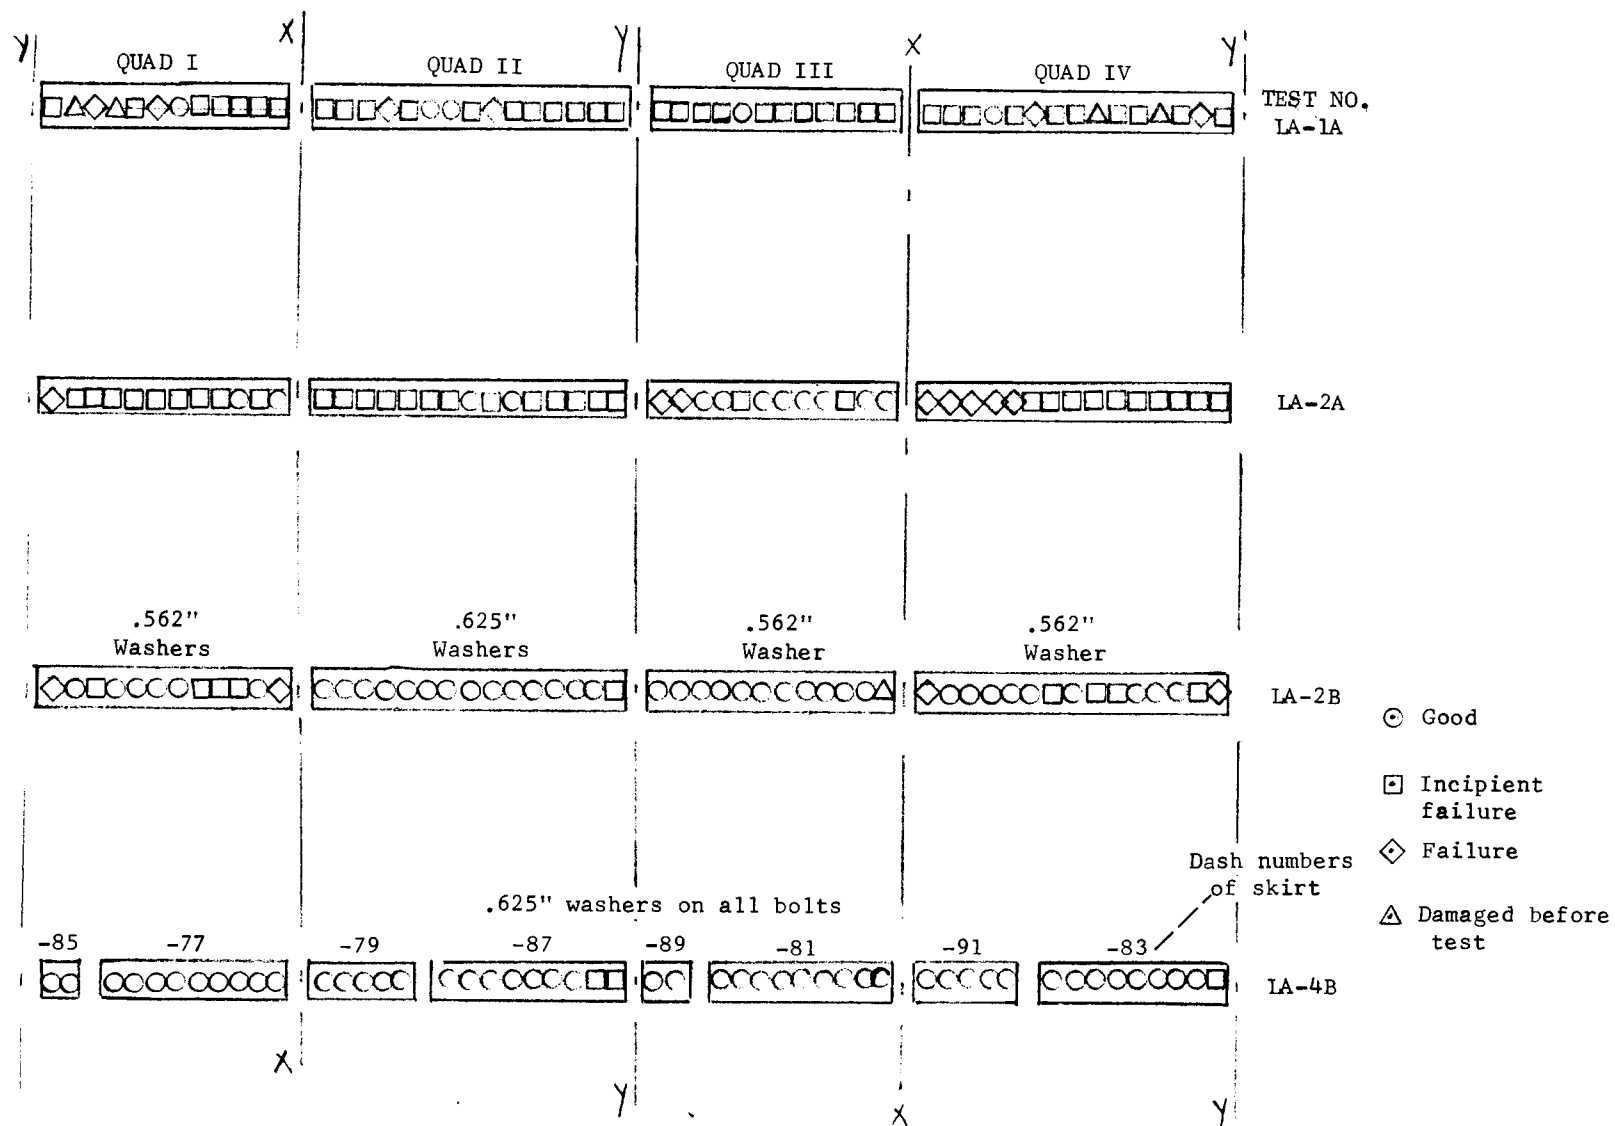 Y
X
Y
X
Y
QUAD I
QUAD II
QUAD III
QUAD IV
TEST NO.
LA-1A
LA-2A
.562"
Washers
.625"
Washers
.562"
Washer
.562"
Washer
LA-2B
Good
Incipient
failure
Failure
Damaged before
test
Dash numbers
of skirt
.625" washers on all bolts
-85
-77
-79
-87
-89
-81
-91
-83
LA-4B
X
Y
X
Y